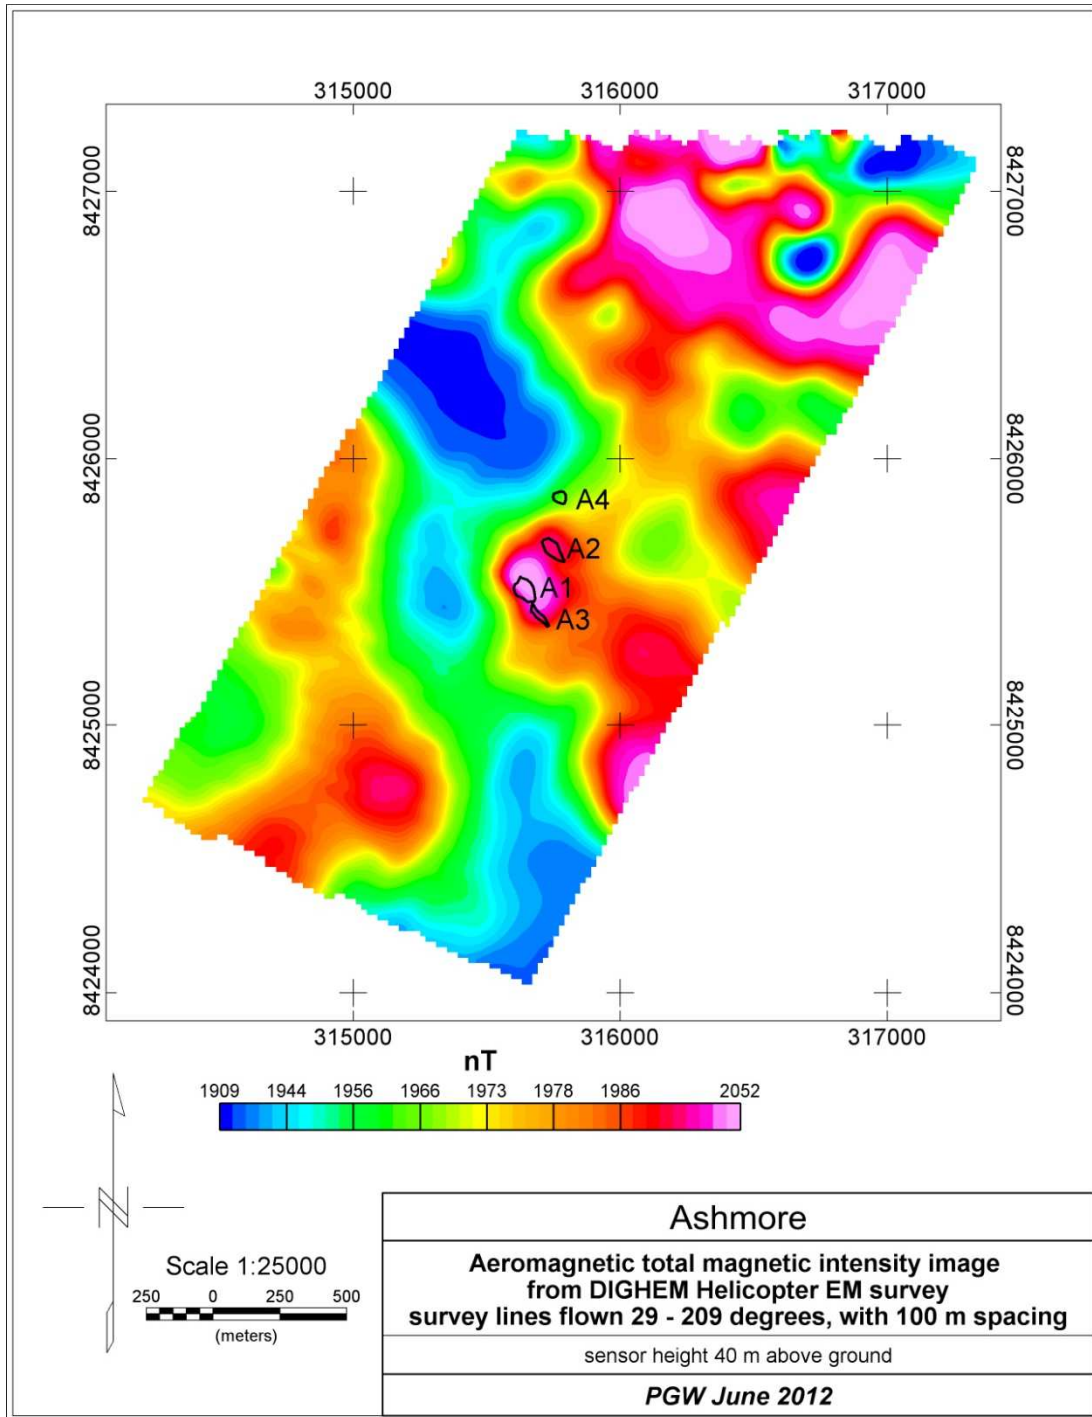 315000 316000 317000
8427000 8427000
8426000 8426000
A4
A2
A1
A3
8425000 8425000
8424000 8424000
315000 316000 317000
nT
1909 1944 1956 1966 1973 1978 1986 2052
N
Scale 1:25000
250 0 250 500
(meters)
Ashmore
Aeromagnetic total magnetic intensity image
from DIGHEM Helicopter EM survey
survey lines flown 29 - 209 degrees, with 100 m spacing
sensor height 40 m above ground
PGW June 2012